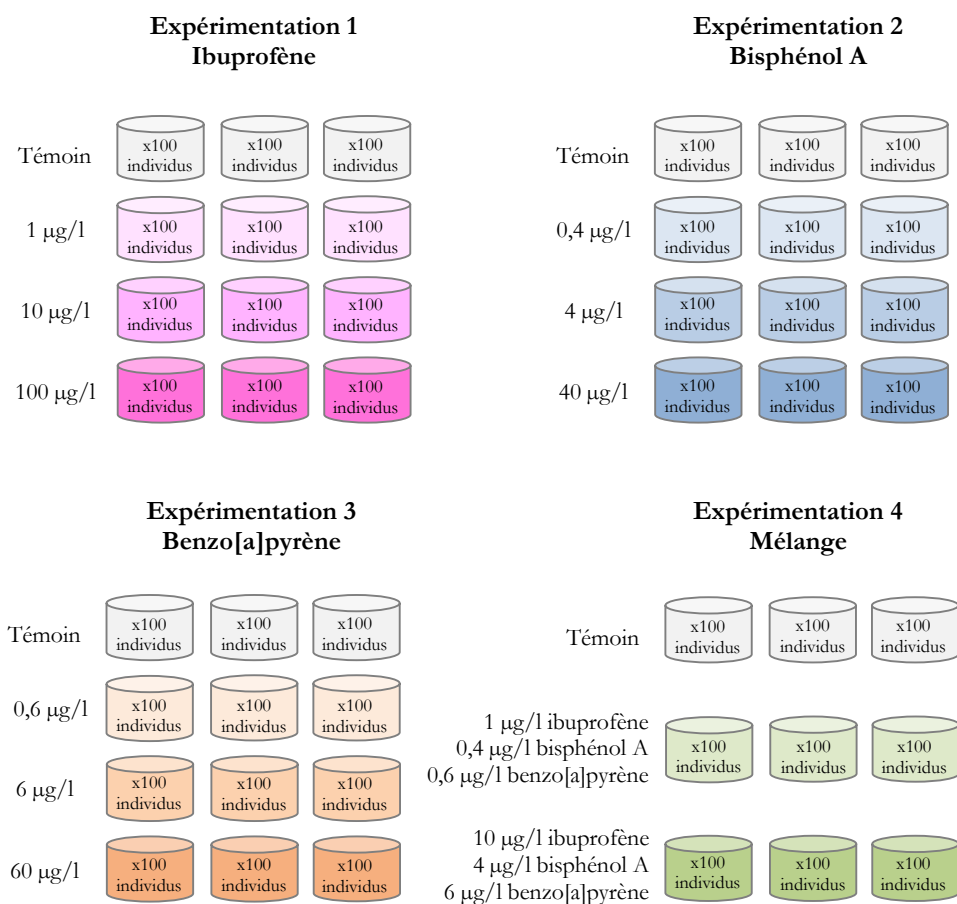 Expérimentation 1
Ibuprofène
Témoin
x100 x100 x100
individus individus individus
1 µg/l
x100 x100 x100
individus individus individus
10 µg/l
x100 x100 x100
individus individus individus
100 µg/l
x100 x100 x100
individus individus individus
Expérimentation 2
Bisphénol A
Témoin
x100 x100 x100
individus individus individus
0,4 µg/l
x100 x100 x100
individus individus individus
4 µg/l
x100 x100 x100
individus individus individus
40 µg/l
x100 x100 x100
individus individus individus
Expérimentation 3
Benzo[a]pyrène
Témoin
x100 x100 x100
individus individus individus
0,6 µg/l
x100 x100 x100
individus individus individus
6 µg/l
x100 x100 x100
individus individus individus
60 µg/l
x100 x100 x100
individus individus individus
Expérimentation 4
Mélange
Témoin
x100 x100 x100
individus individus individus
1 µg/l ibuprofène
0,4 µg/l bisphénol A
0,6 µg/l benzo[a]pyrène
x100 x100 x100
individus individus individus
10 µg/l ibuprofène
4 µg/l bisphénol A
6 µg/l benzo[a]pyrène
x100 x100 x100
individus individus individus